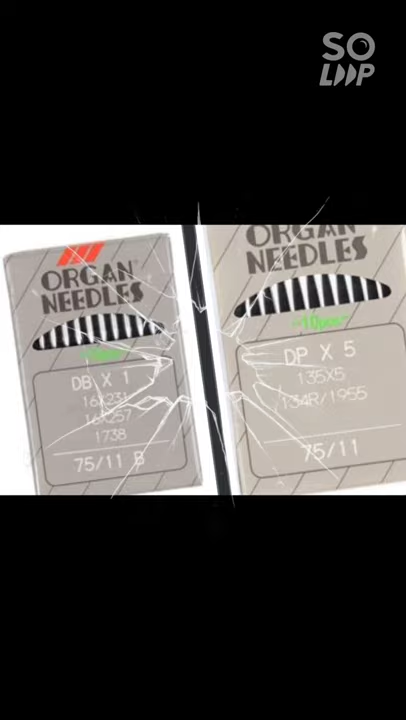 SO
LOOP
ORGAN
NEEDLES
DB X 1
16X231
16X257
1738
75/11 B
ORGAN
NEEDLES
~10pcs~
DP X 5
135X5
134R/1955
75/11